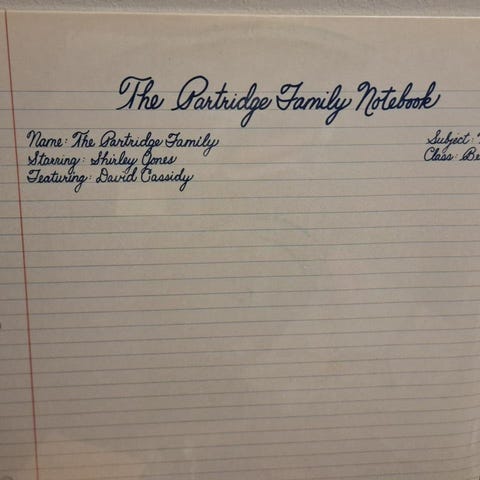 The Partridge Family Notebook
Name: The Partridge Family
Starring: Shirley Jones
Featuring: David Cassidy
Subject:
Class: